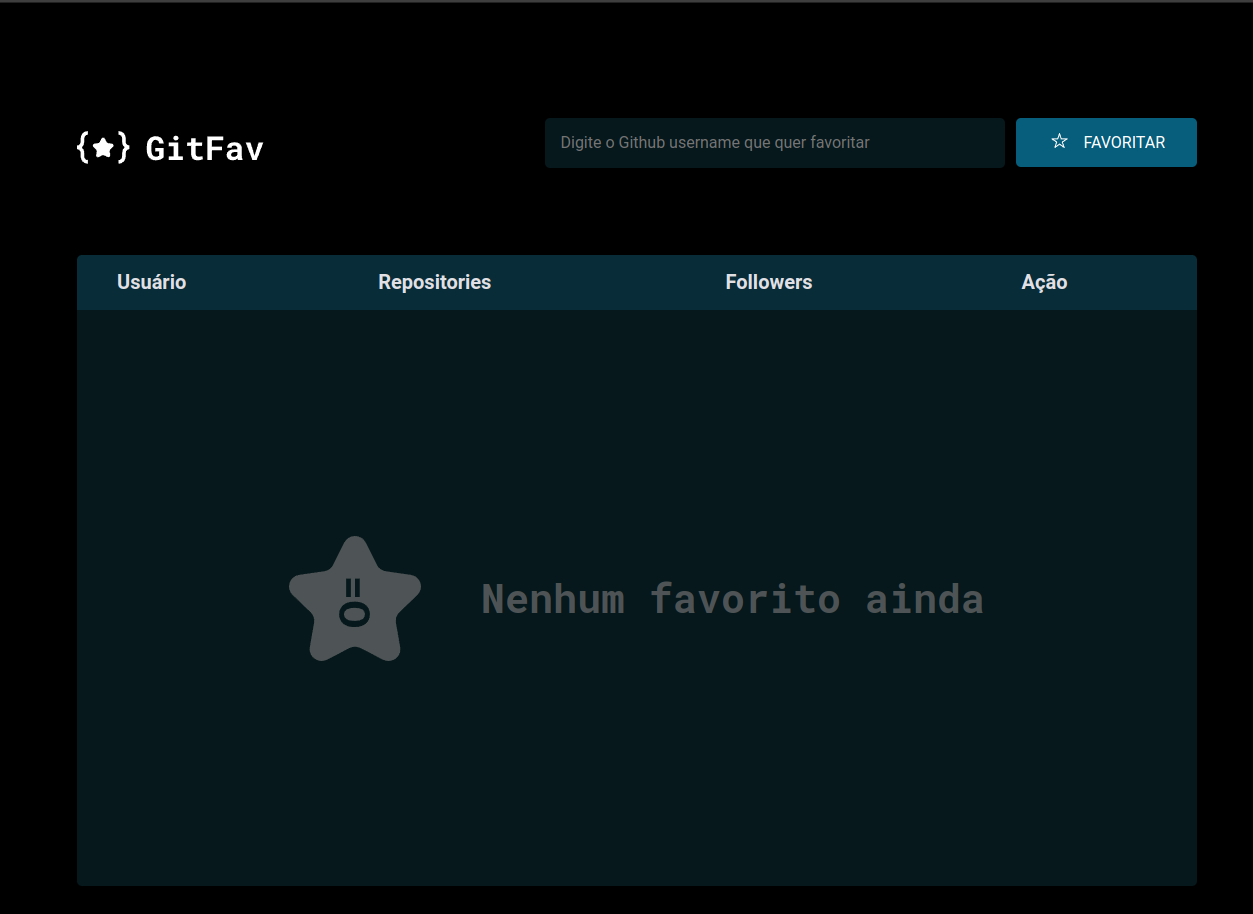 {★} GitFav
Digite o Github username que quer favoritar
☆ FAVORITAR
Usuário Repositories Followers Ação
Nenhum favorito ainda